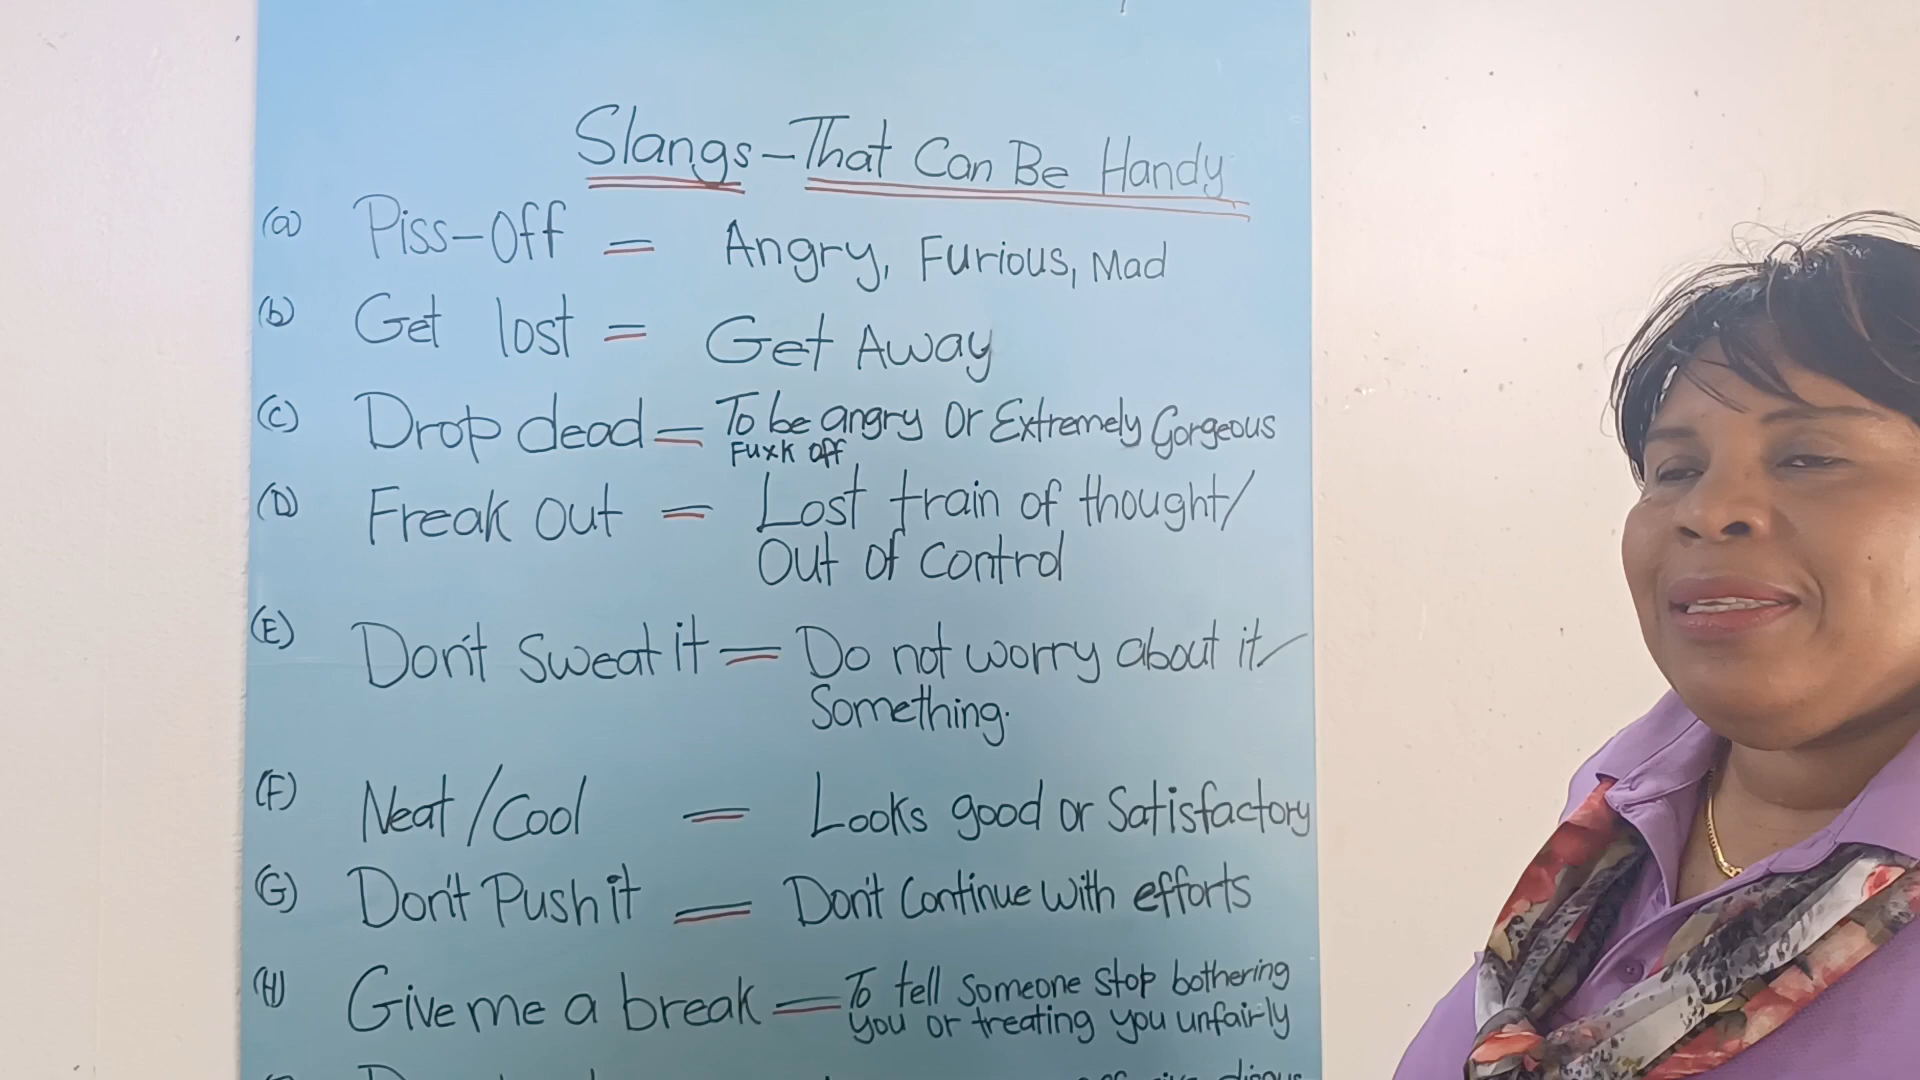 Slangs - That Can Be Handy
(a) Piss-Off = Angry, Furious, Mad
(b) Get lost = Get Away
(c) Drop dead = To be angry Or Extremely Gorgeous
Fuxk Off
(D) Freak out = Lost train of thought/
Out of control
(E) Don't sweat it = Do not worry about it/
Something.
(F) Neat/Cool = Looks good or Satisfactory
(G) Don't Push it = Don't Continue with efforts
(H) Give me a break = To tell someone stop bothering
you or treating you unfairly